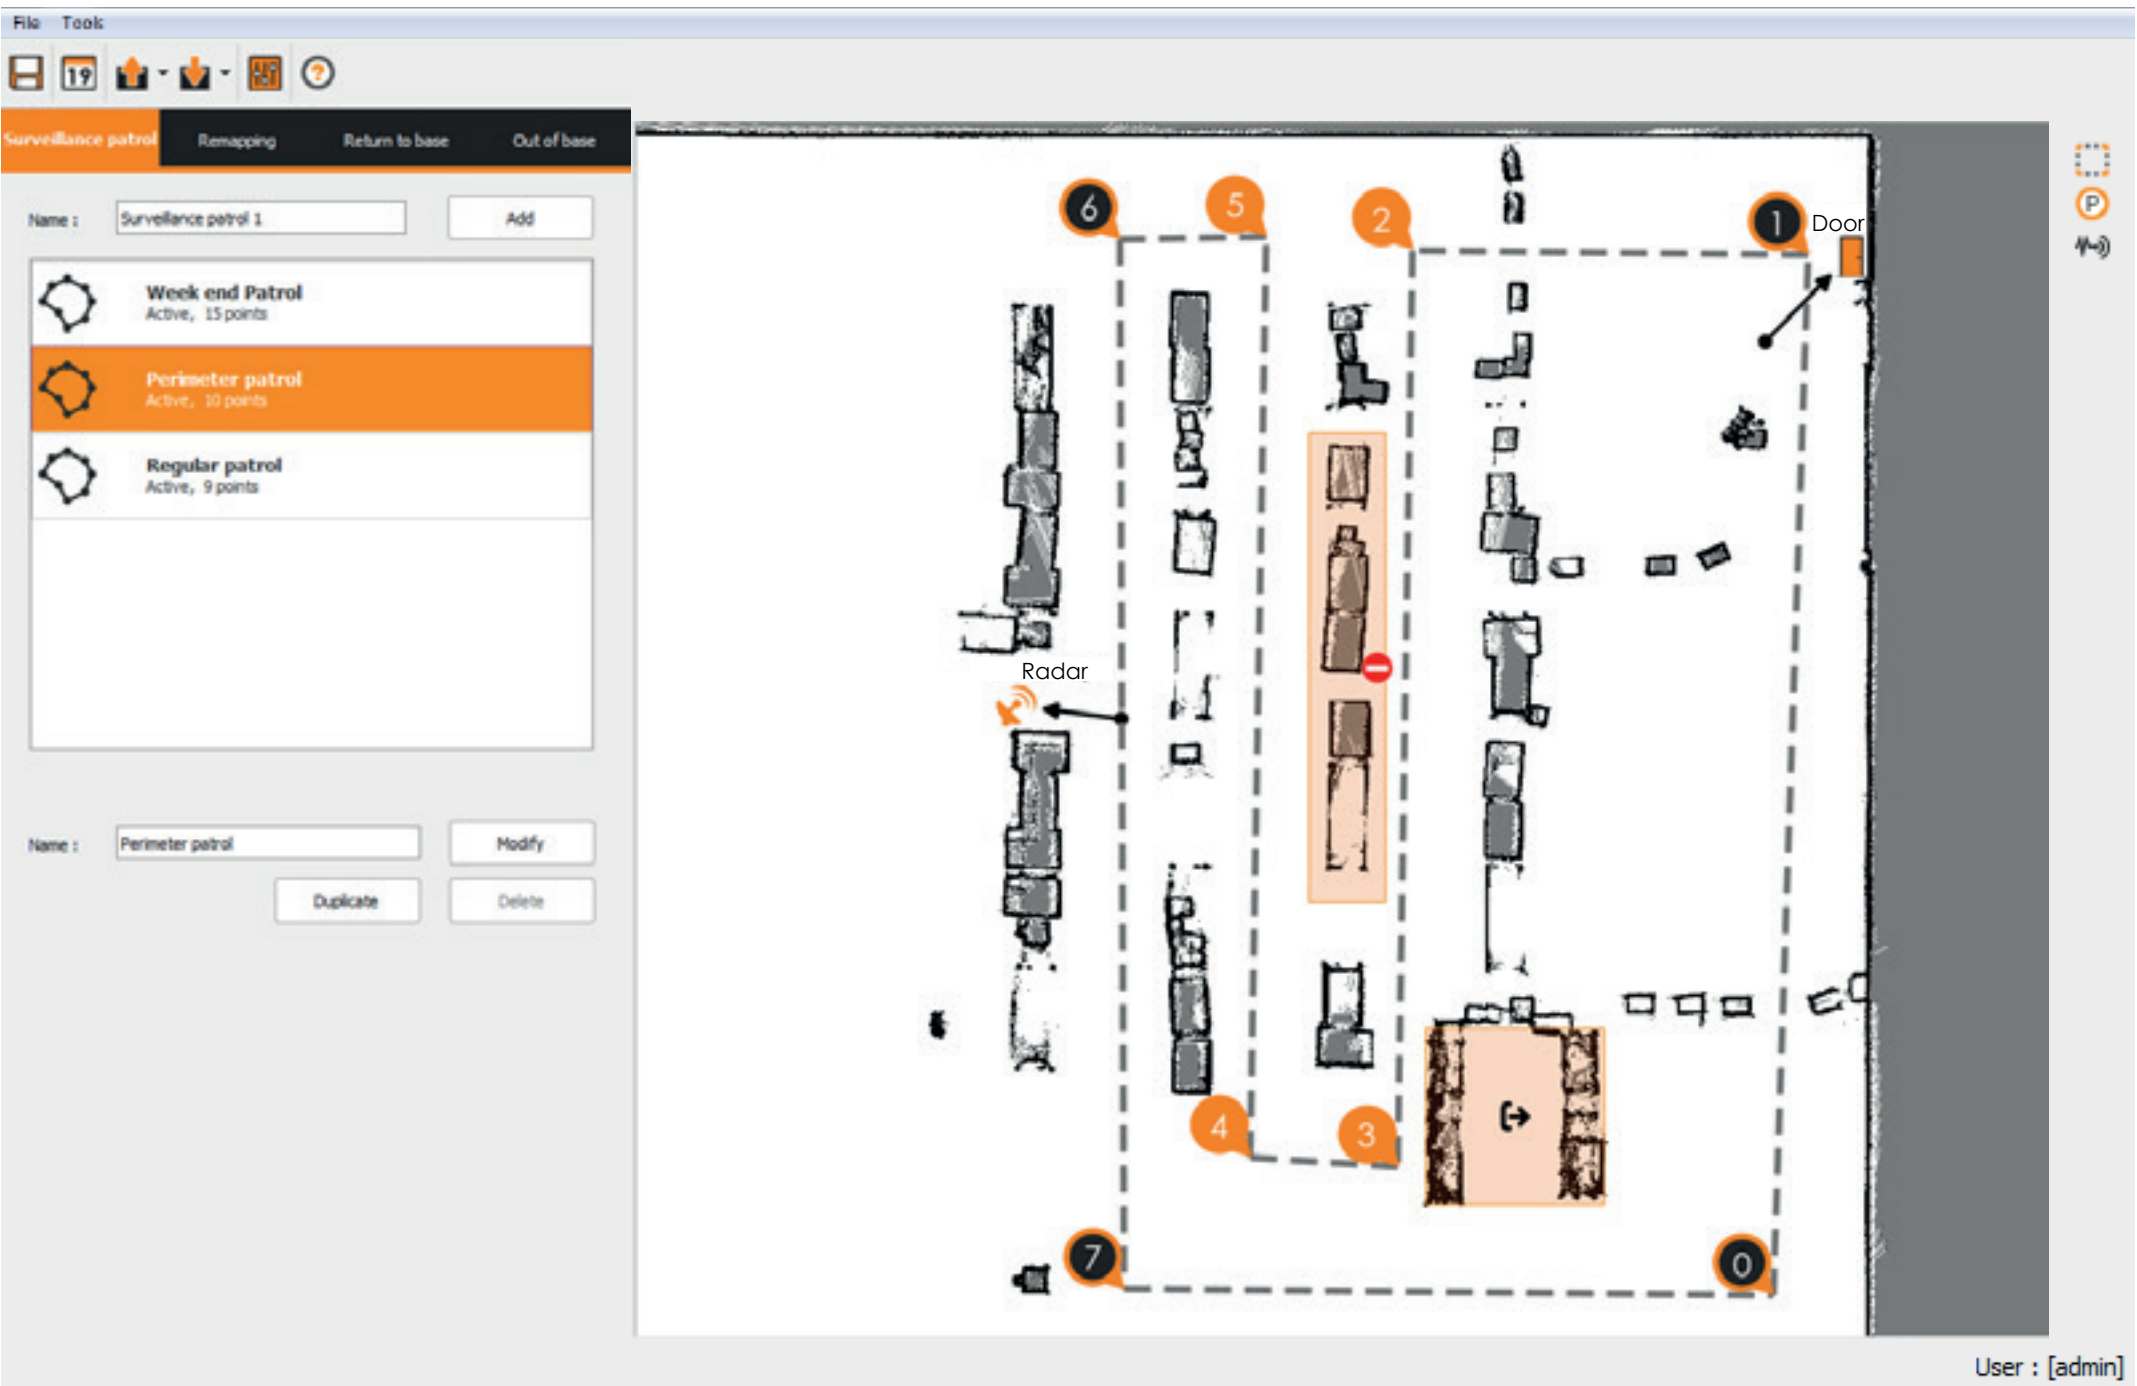 File Tools
19
Surveillance patrol Remapping Return to base Out of base
Name : Surveillance patrol 1 Add
Week end Patrol
Active, 15 points
Perimeter patrol
Active, 10 points
Regular patrol
Active, 9 points
Name : Perimeter patrol Modify
Duplicate Delete
6 5 2 1 Door
Radar
4 3
7 0
P
User : [admin]